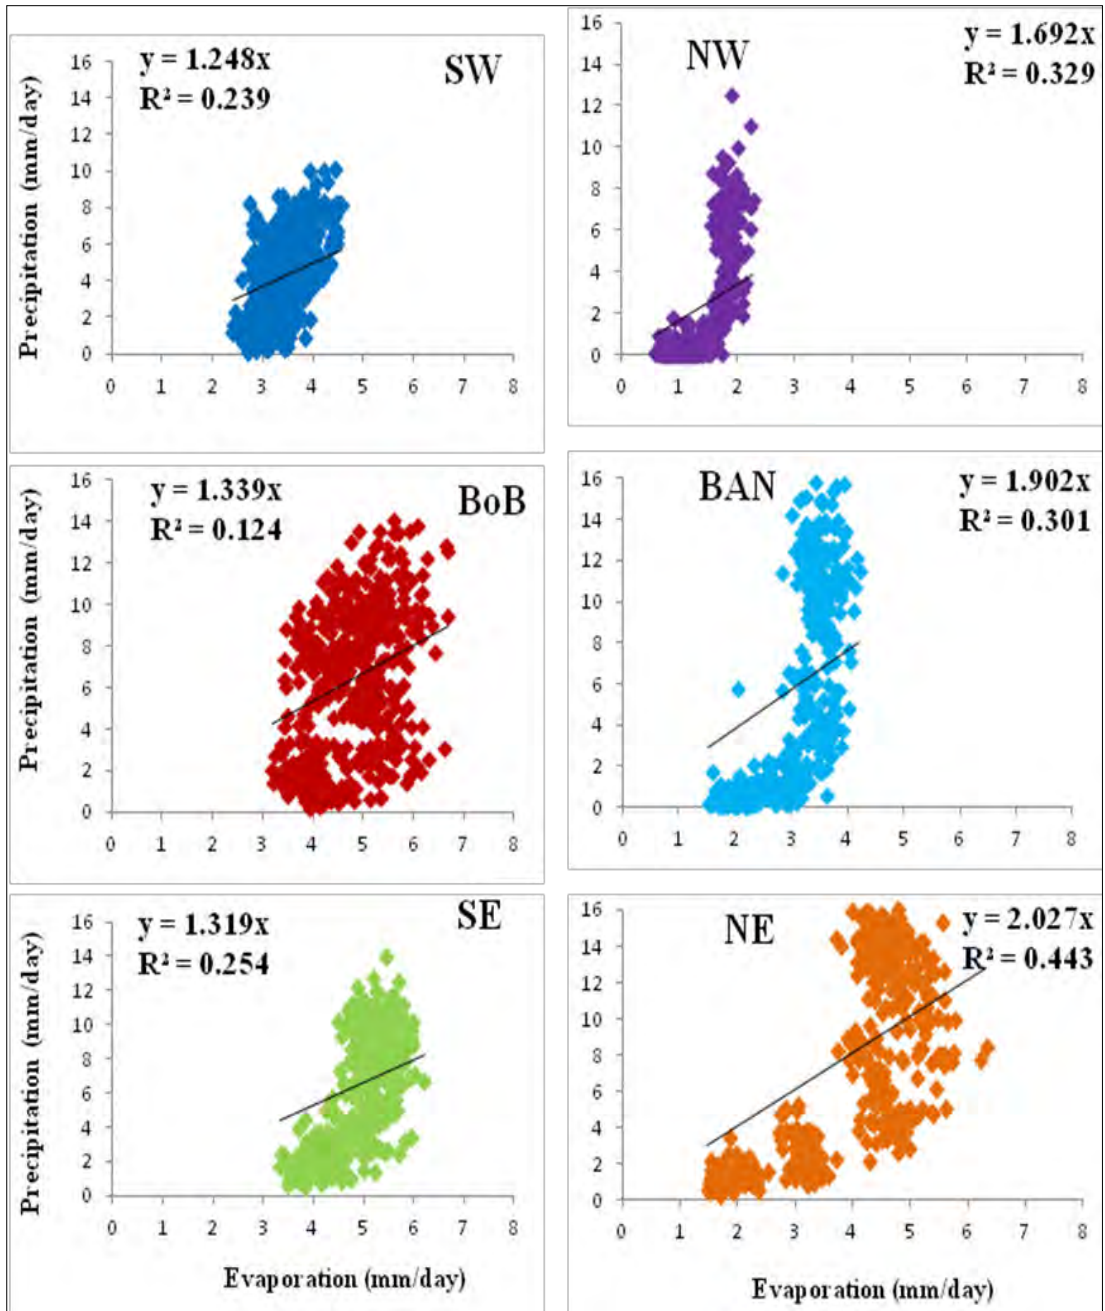 y = 1.248x
R² = 0.239
SW
Precipitation (mm/day)
16
14
12
10
8
6
4
2
0
0 1 2 3 4 5 6 7 8
NW
y = 1.692x
R² = 0.329
16
14
12
10
8
6
4
2
0
0 1 2 3 4 5 6 7 8
y = 1.339x
R² = 0.124
BoB
Precipitation (mm/day)
16
14
12
10
8
6
4
2
0
0 1 2 3 4 5 6 7 8
BAN
y = 1.902x
R² = 0.301
16
14
12
10
8
6
4
2
0
0 1 2 3 4 5 6 7 8
y = 1.319x
R² = 0.254
SE
Precipitation (mm/day)
16
14
12
10
8
6
4
2
0
0 1 2 3 4 5 6 7 8
Evaporation (mm/day)
NE
y = 2.027x
R² = 0.443
16
14
12
10
8
6
4
2
0
0 1 2 3 4 5 6 7 8
Evaporation (mm/day)